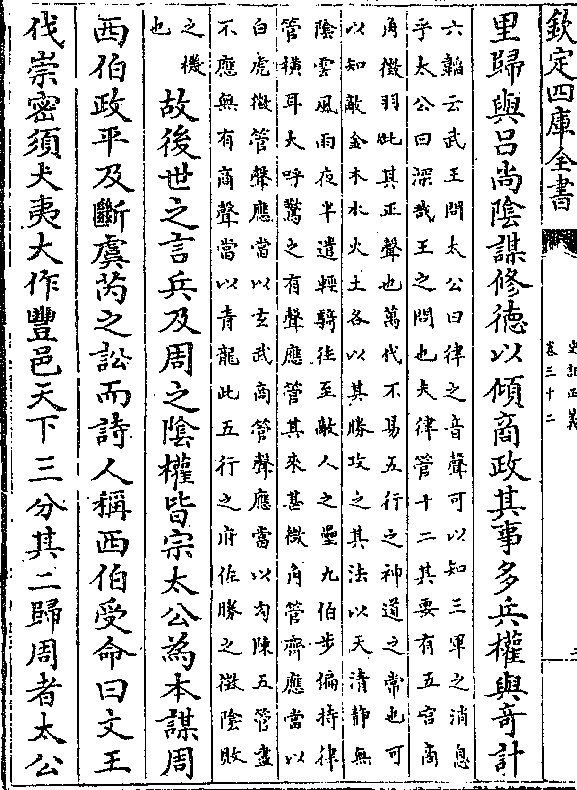 欽定四庫全書
史記正義
卷三十二
里歸與呂尚陰謀修徳以傾商政其事多兵權與竒計
六韜云武王問太公曰律之音聲可以知三軍之消息
乎太公曰深哉王之問也夫律管十二其要有五宫商
角徵羽此其正聲也萬代不易五行之神道之常也可
以知敵金木水火土各以其勝攻之其法以天清静無
陰雲風雨夜半遣輕騎往至敵人之壘九伯步偏持律
管横耳大呼驚之有聲應管其來甚微角管齊應當以
白虎徵管聲應當以玄武商管聲應當以勾陳五管盡
不應無有商聲當以青龍此五行之府佐勝之徵陰敗
之機
也
故後世之言兵及周之陰權皆宗太公為本謀周
西伯政平及斷虞芮之訟而詩人稱西伯受命曰文王
伐崇密須犬夷大作豐邑天下三分其二歸周者太公